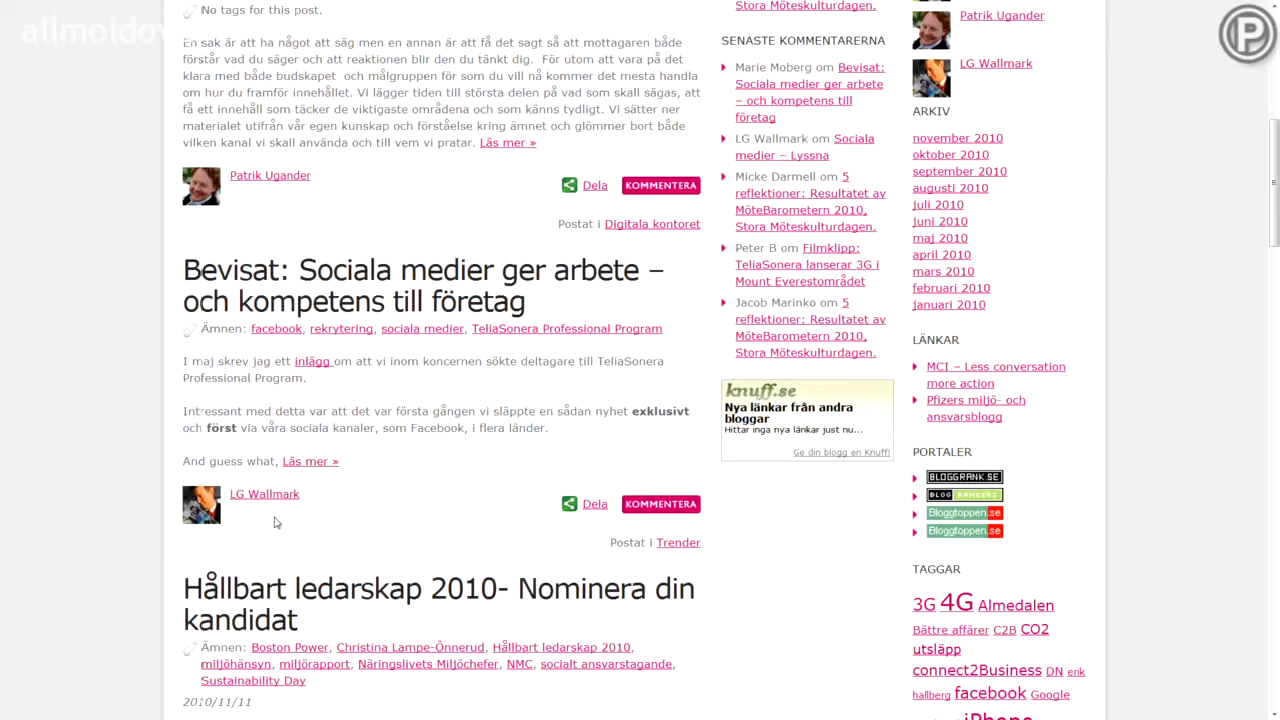 allmoldova
No tags for this post.
En sak är att ha något att säg men en annan är att få det sagt så att mottagaren både
förstår vad du säger och att reaktionen blir den du tänkt dig. För utom att vara på det
klara med både budskapet och målgruppen för som du vill nå kommer det mesta handla
om hur du framför innehållet. Vi lägger tiden till största delen på vad som skall sägas, att
få ett innehåll som täcker de viktigaste områdena och som känns tydligt. Vi sätter ner
materialet utifrån vår egen kunskap och förståelse kring ämnet och glömmer bort både
vilken kanal vi skall använda och till vem vi pratar. Läs mer »
Patrik Ugander
Dela
KOMMENTERA
Postat i Digitala kontoret
Bevisat: Sociala medier ger arbete –
och kompetens till företag
Ämnen: facebook, rekrytering, sociala medier, TeliaSonera Professional Program
I maj skrev jag ett inlägg om att vi inom koncernen sökte deltagare till TeliaSonera
Professional Program.
Intressant med detta var att det var första gången vi släppte en sådan nyhet exklusivt
och först via våra sociala kanaler, som Facebook, i flera länder.
And guess what, Läs mer »
LG Wallmark
Dela
KOMMENTERA
Postat i Trender
Hållbart ledarskap 2010- Nominera din
kandidat
Ämnen: Boston Power, Christina Lampe-Önnerud, Hållbart ledarskap 2010,
miljöhänsyn, miljörapport, Näringslivets Miljöchefer, NMC, socialt ansvarstagande,
Sustainability Day
2010/11/11
Stora Möteskulturdagen.
SENASTE KOMMENTARERNA
Marie Moberg om Bevisat:
Sociala medier ger arbete
– och kompetens till
företag
LG Wallmark om Sociala
medier – Lyssna
Micke Darmell om 5
reflektioner: Resultatet av
MöteBarometern 2010,
Stora Möteskulturdagen.
Peter B om Filmklipp:
TeliaSonera lanserar 3G i
Mount Everestområdet
Jacob Marinko om 5
reflektioner: Resultatet av
MöteBarometern 2010,
Stora Möteskulturdagen.
knuff.se
Nya länkar från andra
bloggar
Hittar inga nya länkar just nu...
Ge din blogg en Knuff!
Patrik Ugander
LG Wallmark
ARKIV
november 2010
oktober 2010
september 2010
augusti 2010
juli 2010
juni 2010
maj 2010
april 2010
mars 2010
februari 2010
januari 2010
LÄNKAR
MCI – Less conversation
more action
Pfizers miljö- och
ansvarsblogg
PORTALER
BLOGGRANK.SE
BLOG RANKERS
Bloggtoppen.se
Bloggtoppen.se
TAGGAR
3G 4G Almedalen
Bättre affärer C2B CO2
utsläpp
connect2Business DN erik
hallberg facebook Google
iPhone
P